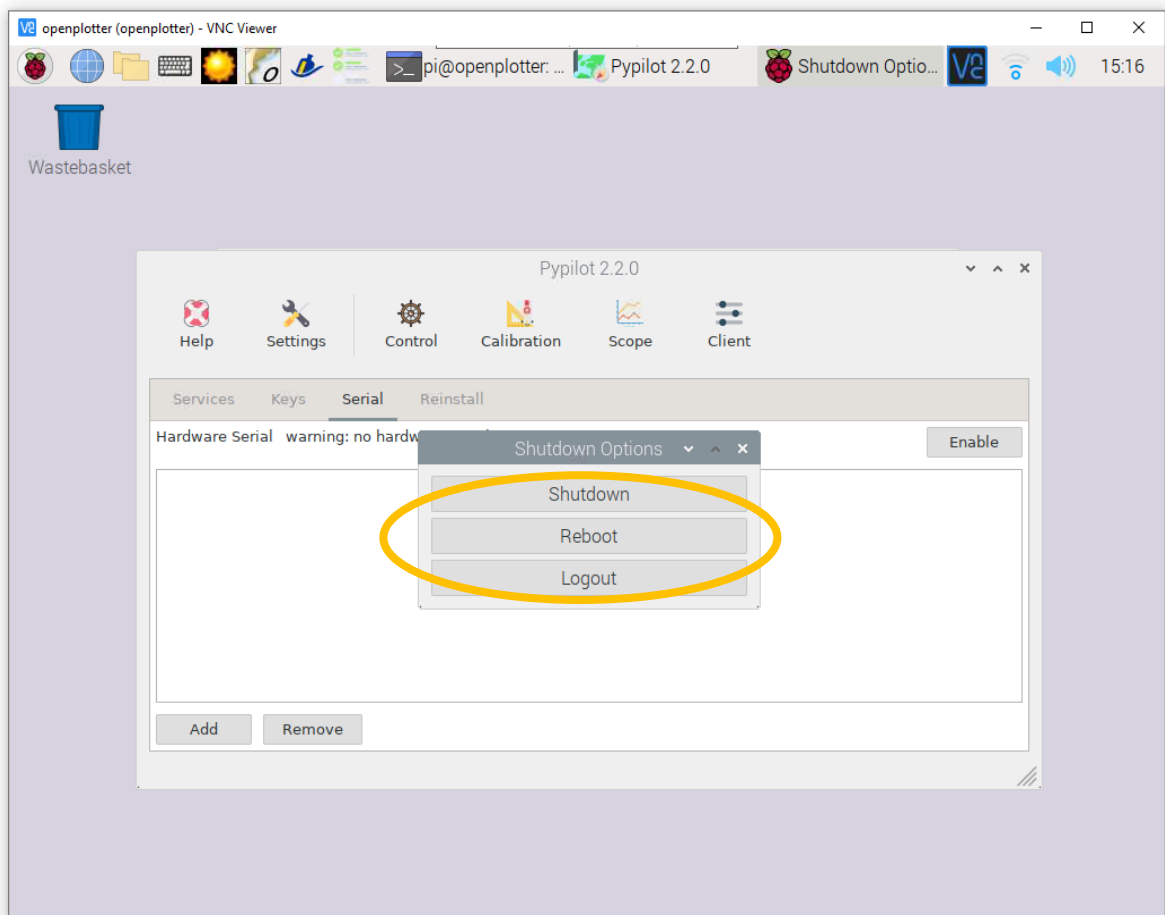 openplotter (openplotter) - VNC Viewer
pi@openplotter: ... Pypilot 2.2.0 Shutdown Optio... 15:16
Wastebasket
Pypilot 2.2.0
Help Settings Control Calibration Scope Client
Services Keys Serial Reinstall
Hardware Serial warning: no hardw
Enable
Shutdown Options
Shutdown
Reboot
Logout
Add Remove